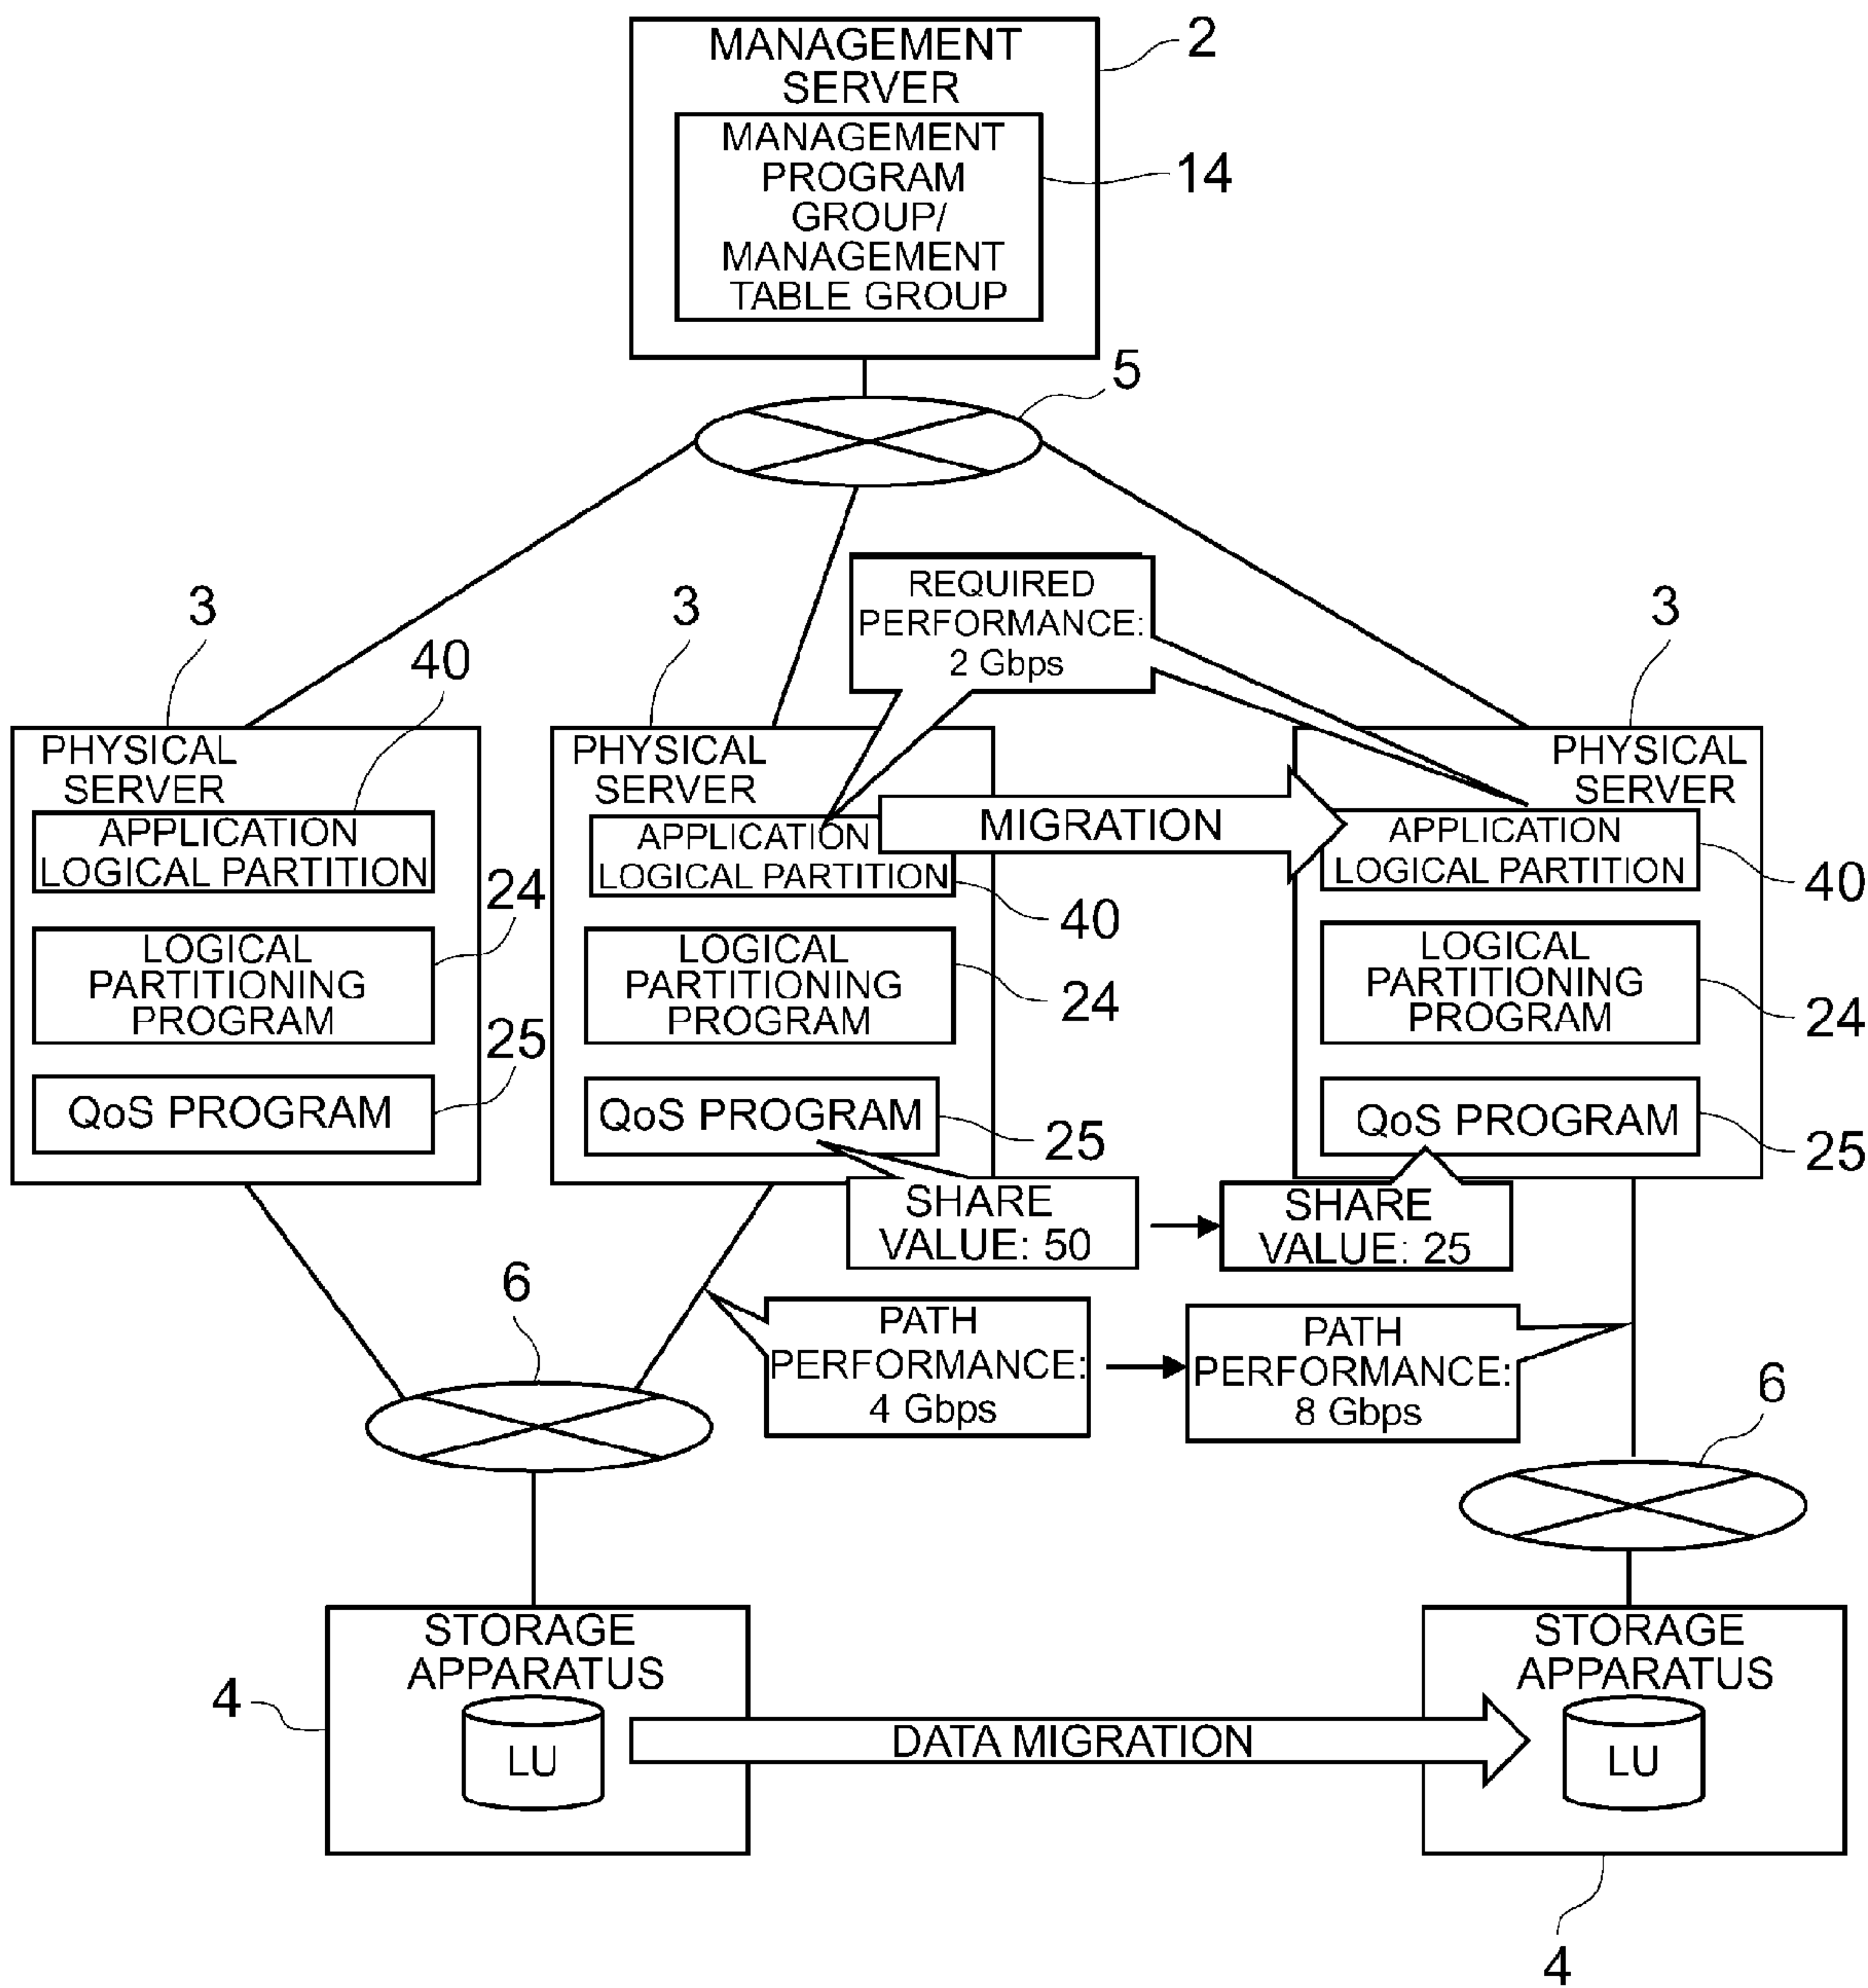 MANAGEMENT
SERVER
2
MANAGEMENT
PROGRAM
GROUP/
MANAGEMENT
TABLE GROUP
14
5
REQUIRED
PERFORMANCE:
2 Gbps
3
3
3
40
PHYSICAL
SERVER
APPLICATION
LOGICAL PARTITION
24
LOGICAL
PARTITIONING
PROGRAM
25
QoS PROGRAM
PHYSICAL
SERVER
APPLICATION
LOGICAL PARTITION
40
LOGICAL
PARTITIONING
PROGRAM
24
QoS PROGRAM
25
MIGRATION
PHYSICAL
SERVER
APPLICATION
LOGICAL PARTITION
40
LOGICAL
PARTITIONING
PROGRAM
24
QoS PROGRAM
25
SHARE
VALUE: 50
SHARE
VALUE: 25
6
PATH
PERFORMANCE:
4 Gbps
PATH
PERFORMANCE:
8 Gbps
6
STORAGE
APPARATUS
4
LU
DATA MIGRATION
STORAGE
APPARATUS
LU
4